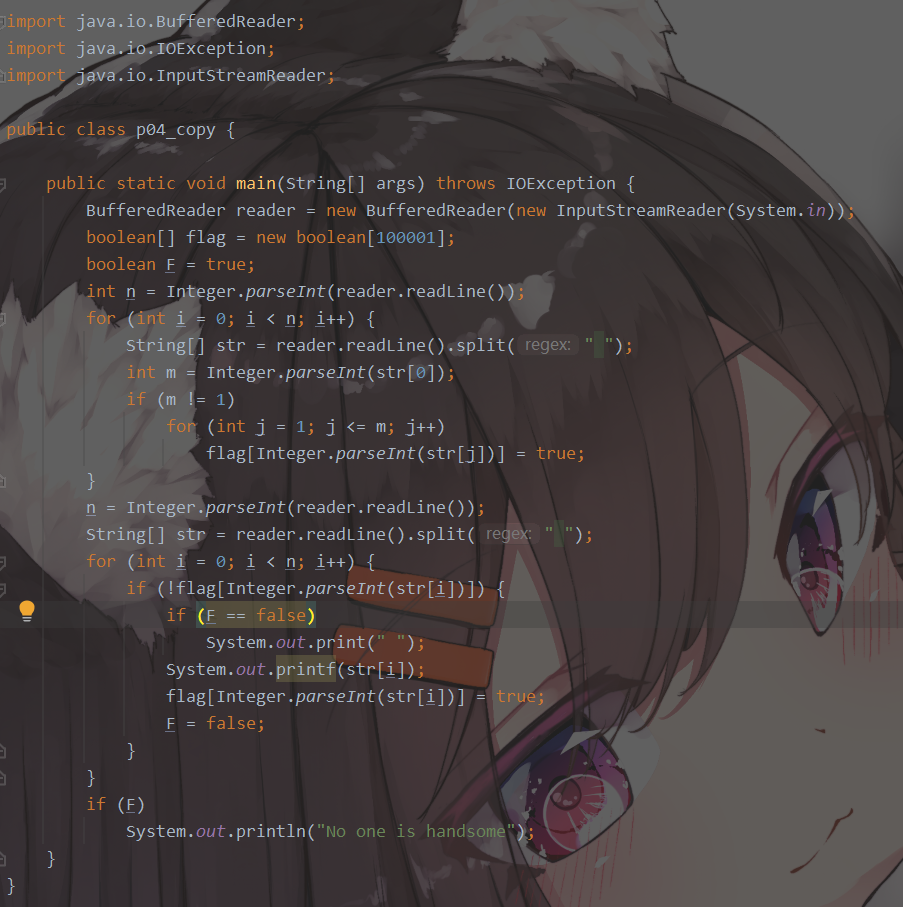 import java.io.BufferedReader;
import java.io.IOException;
import java.io.InputStreamReader;
public class p04_copy {
public static void main(String[] args) throws IOException {
BufferedReader reader = new BufferedReader(new InputStreamReader(System.in));
boolean[] flag = new boolean[100001];
boolean F = true;
int n = Integer.parseInt(reader.readLine());
for (int i = 0; i < n; i++) {
String[] str = reader.readLine().split( regex: " ");
int m = Integer.parseInt(str[0]);
if (m != 1)
for (int j = 1; j <= m; j++)
flag[Integer.parseInt(str[j])] = true;
}
n = Integer.parseInt(reader.readLine());
String[] str = reader.readLine().split( regex: " ");
for (int i = 0; i < n; i++) {
if (!flag[Integer.parseInt(str[i])]) {
if (F == false)
System.out.print(" ");
System.out.printf(str[i]);
flag[Integer.parseInt(str[i])] = true;
F = false;
}
}
if (F)
System.out.println("No one is handsome");
}
}